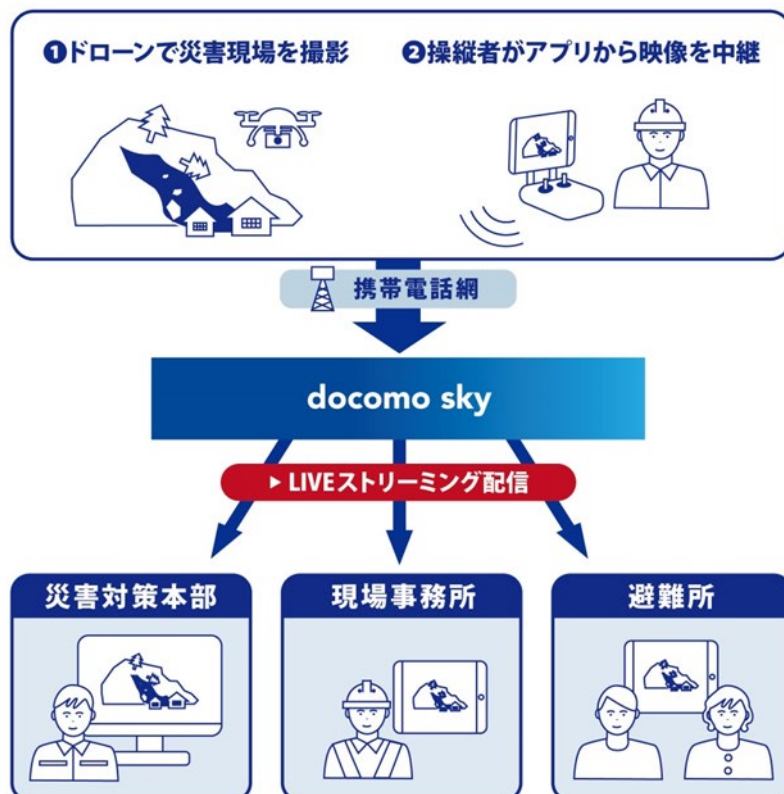 ❶ドローンで災害現場を撮影
❷操縦者がアプリから映像を中継
携帯電話網
docomo sky
▶LIVEストリーミング配信
災害対策本部
現場事務所
避難所